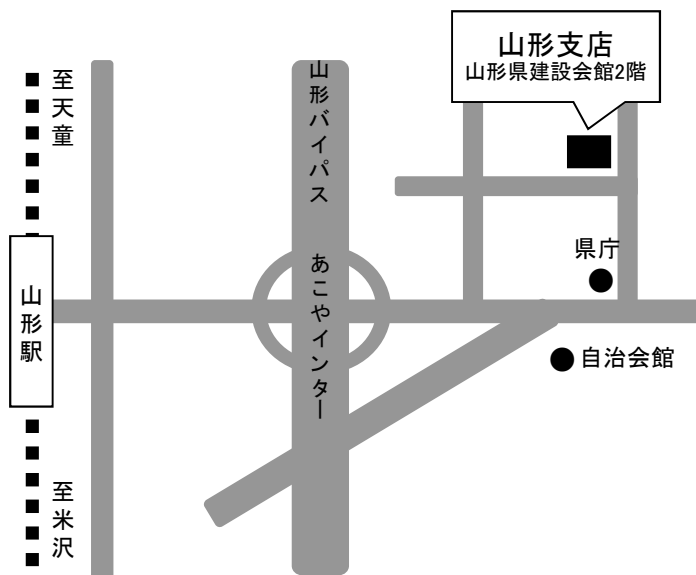 山形支店
山形県建設会館2階
至天童
山形バイパス
あこやインター
県庁
山形駅
自治会館
至米沢